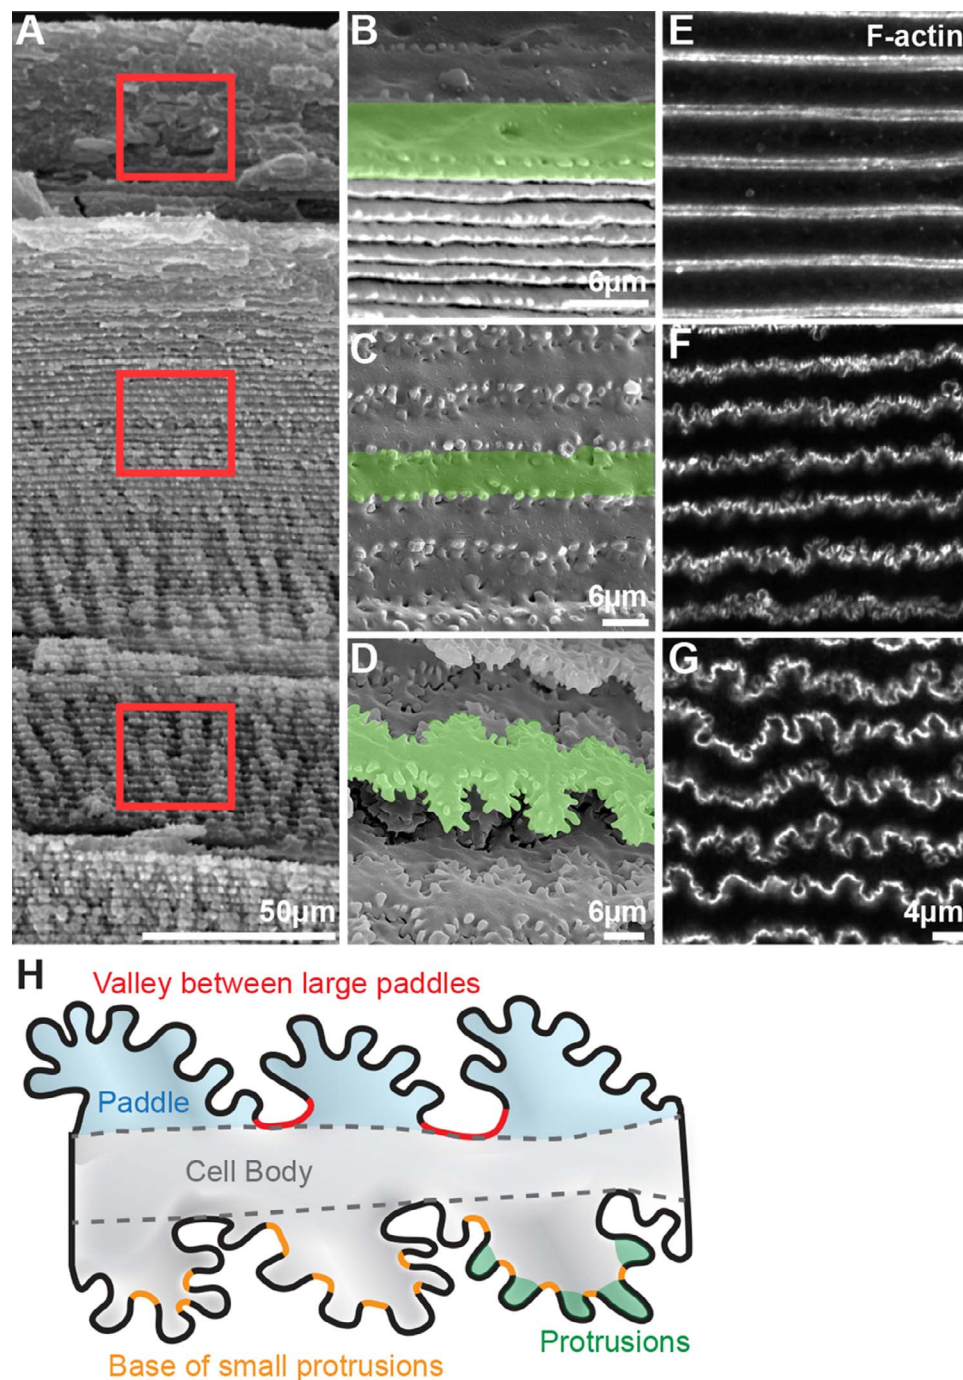 A
B
E
F-actin
6µm
C
F
6µm
D
G
50µm
6µm
4µm
H
Valley between large paddles
Paddle
Cell Body
Protrusions
Base of small protrusions